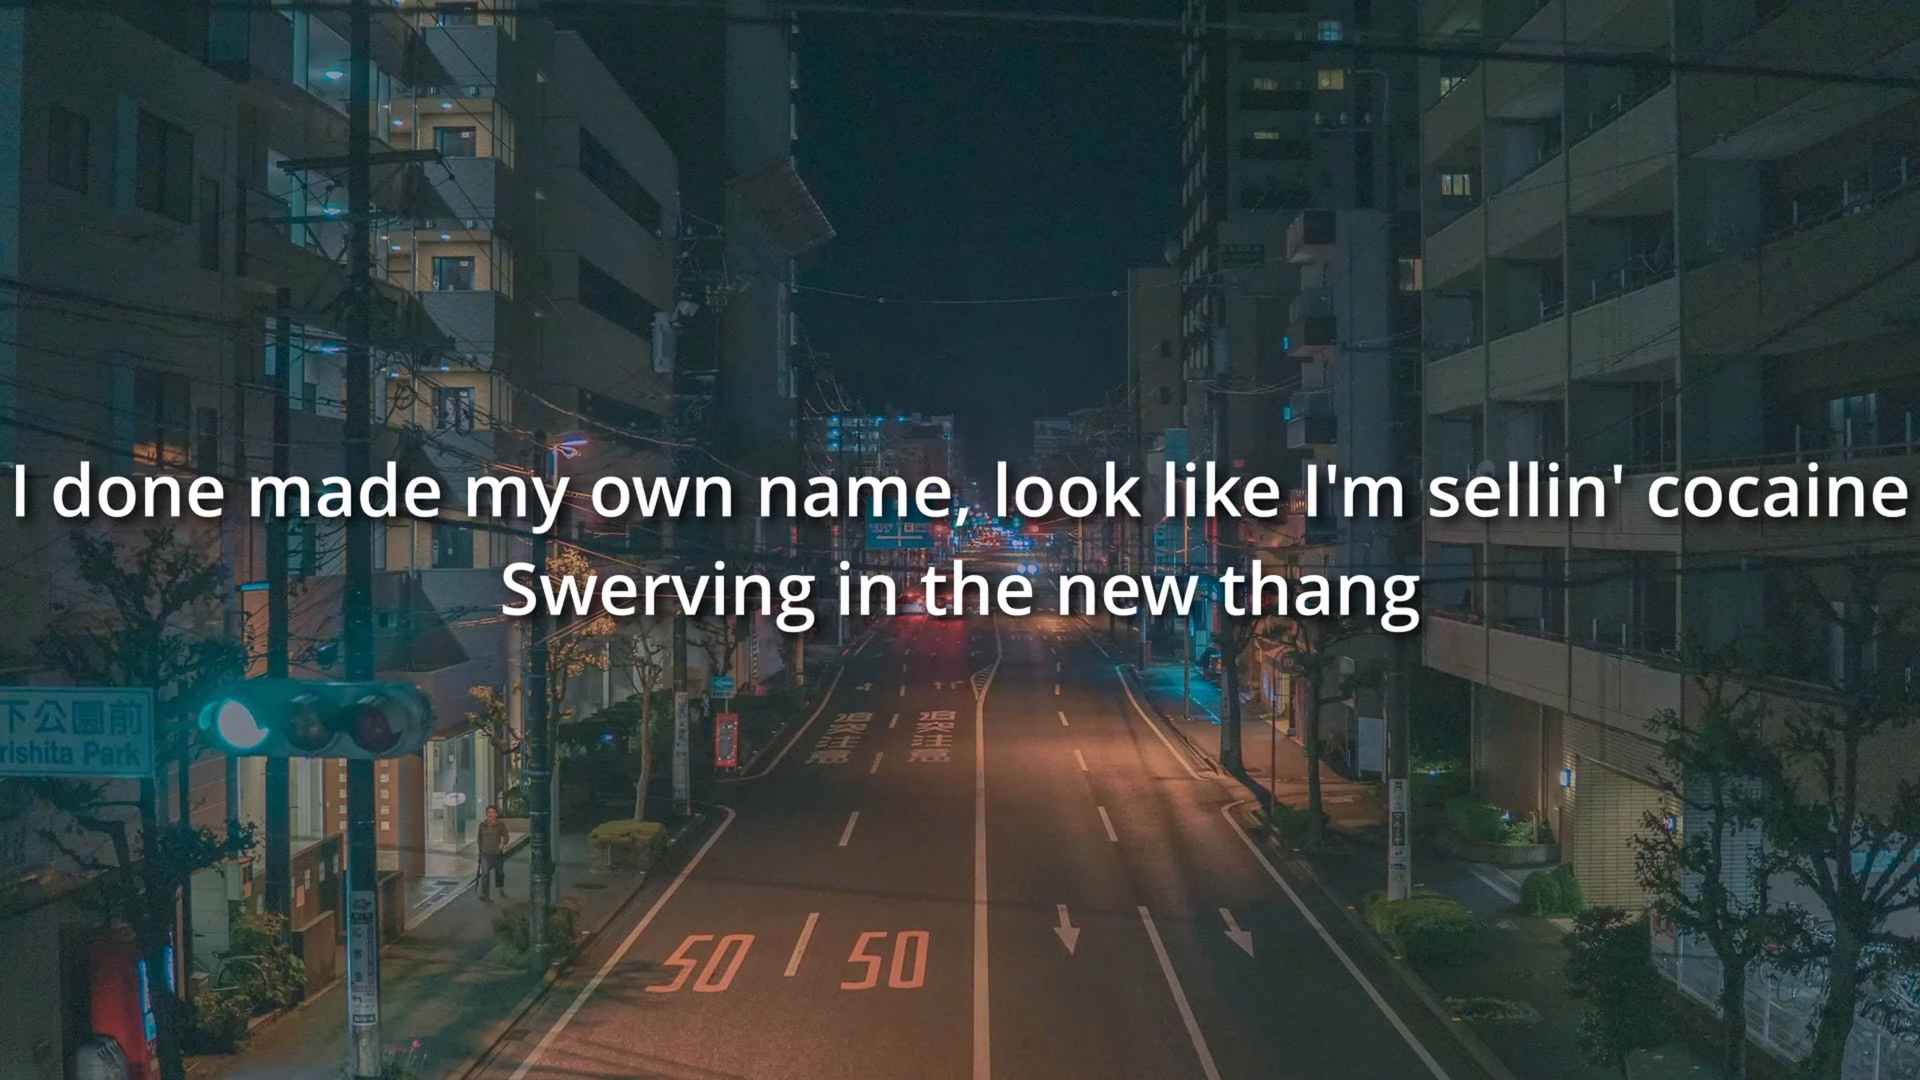 I done made my own name, look like I'm sellin' cocaine
Swerving in the new thang
下公園前
rishita Park
50 50